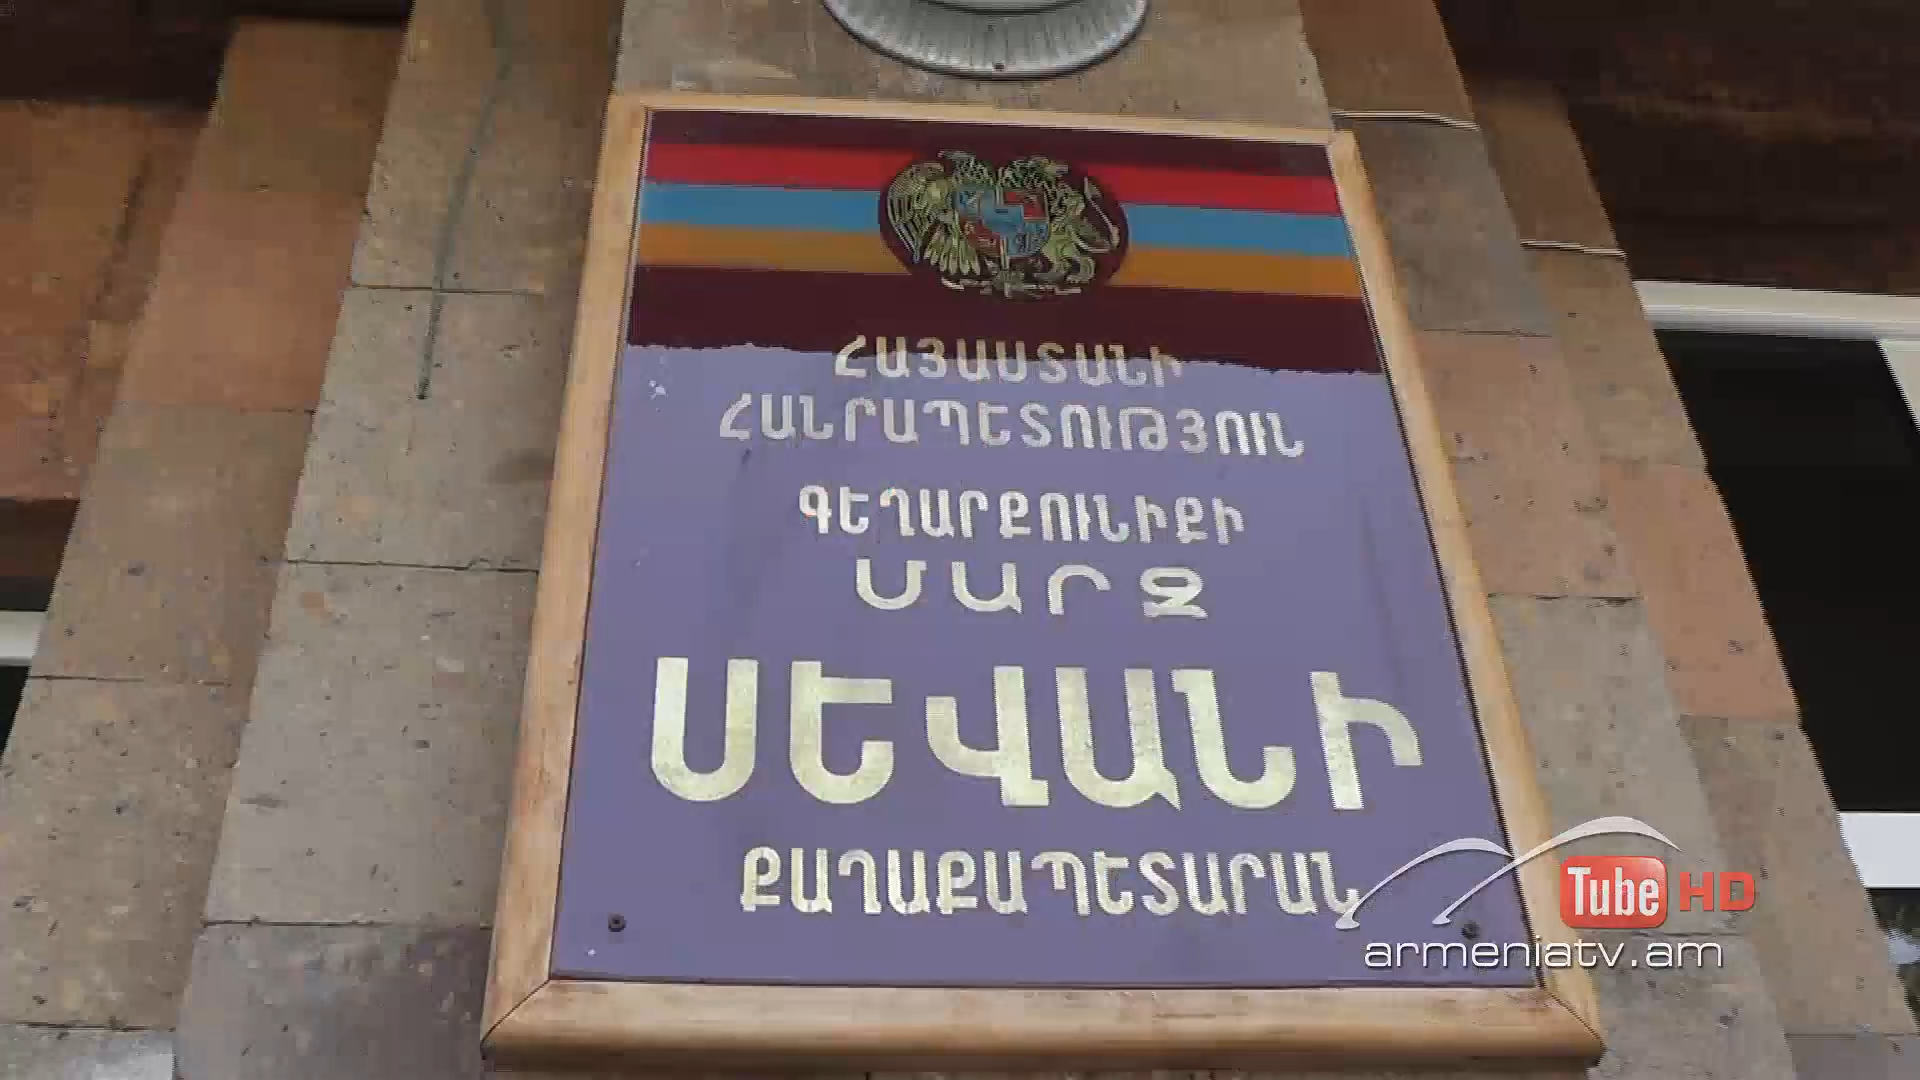 ՀԱՅԱՍՏԱՆԻ
ՀԱՆՐԱՊԵՏՈՒԹՅՈՒՆ
ԳԵՂԱՐՔՈՒՆԻՔԻ
ՄԱՐԶ
ՍԵՎԱՆԻ
ՔԱՂԱՔԱՊԵՏԱՐԱՆ
Tube HD
armeniatv.am